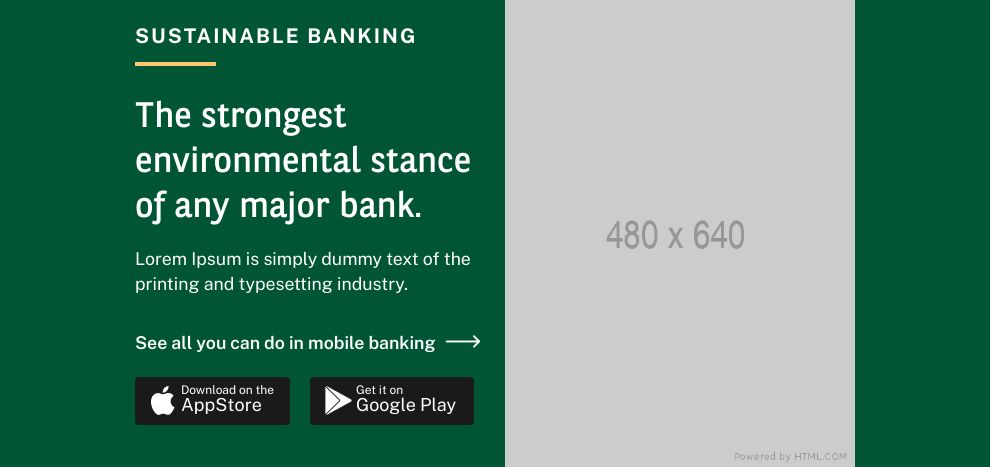 SUSTAINABLE BANKING
The strongest
environmental stance
of any major bank.
Lorem Ipsum is simply dummy text of the
printing and typesetting industry.
See all you can do in mobile banking
Download on the
AppStore
Get it on
Google Play
480 x 640
Powered by HTML.COM